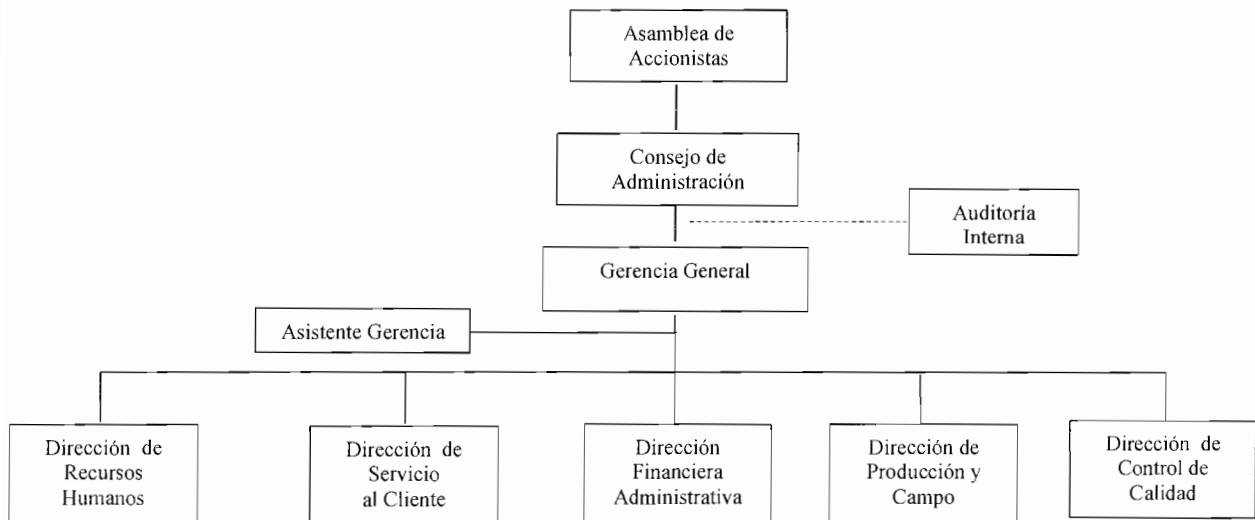 Asamblea de
Accionistas
Consejo de
Administración
Auditoría
Interna
Gerencia General
Asistente Gerencia
Dirección de
Recursos
Humanos
Dirección de
Servicio
al Cliente
Dirección
Financiera
Administrativa
Dirección de
Producción y
Campo
Dirección de
Control de
Calidad